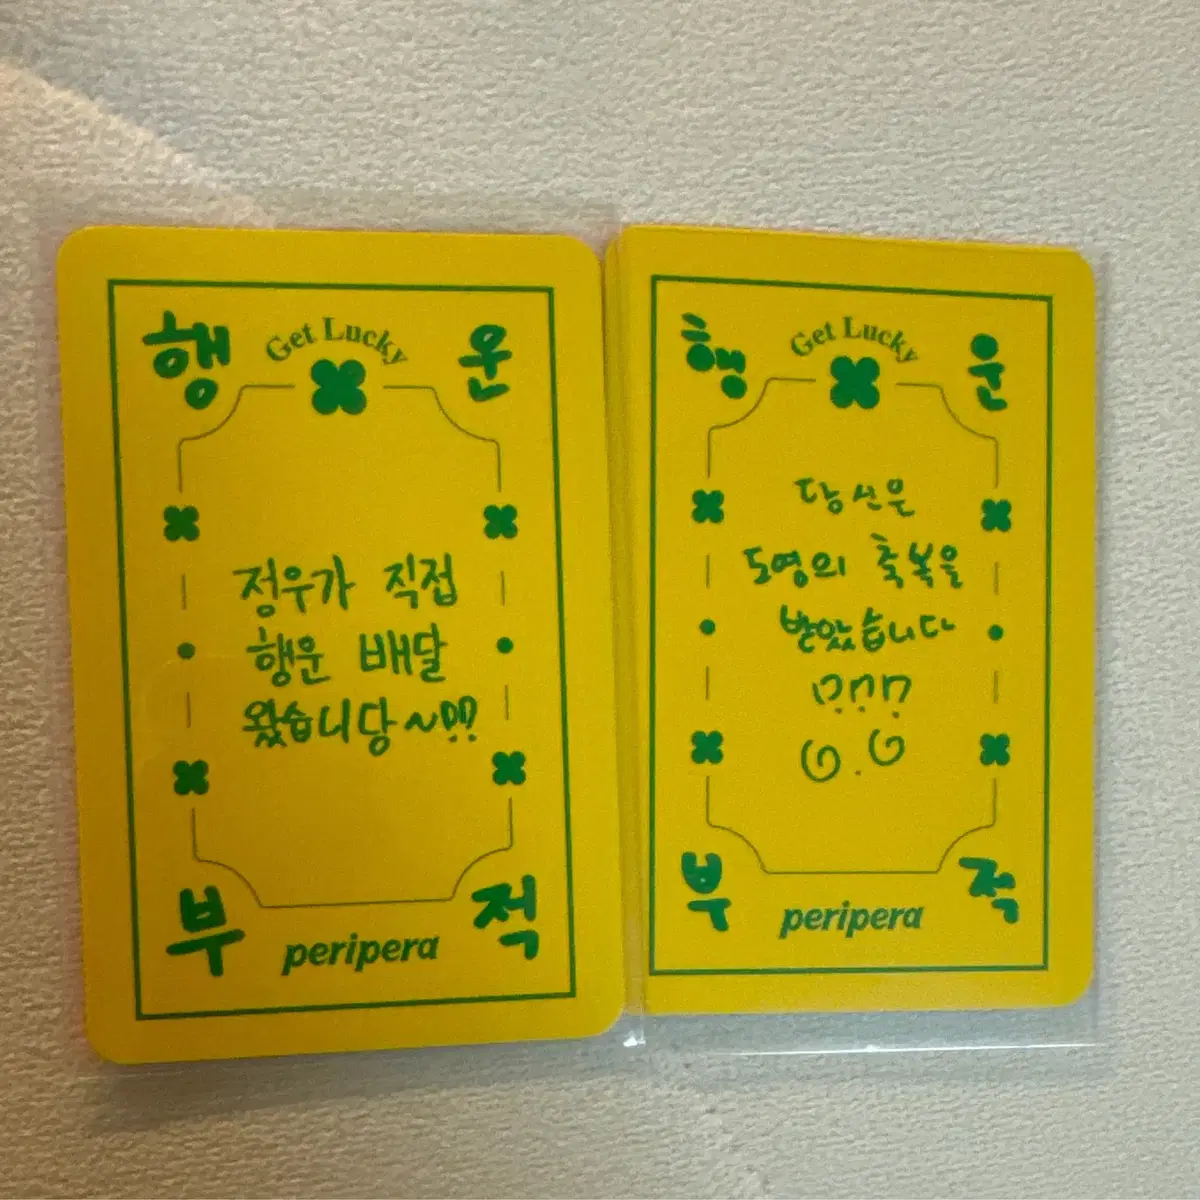 행 Get Lucky 운
정우가 직접
행운 배달
왔습니당~!!
부 peripera 적
행 Get Lucky 운
당신은
도영의 축복을
받았습니다
!?!?!?
부 peripera 적